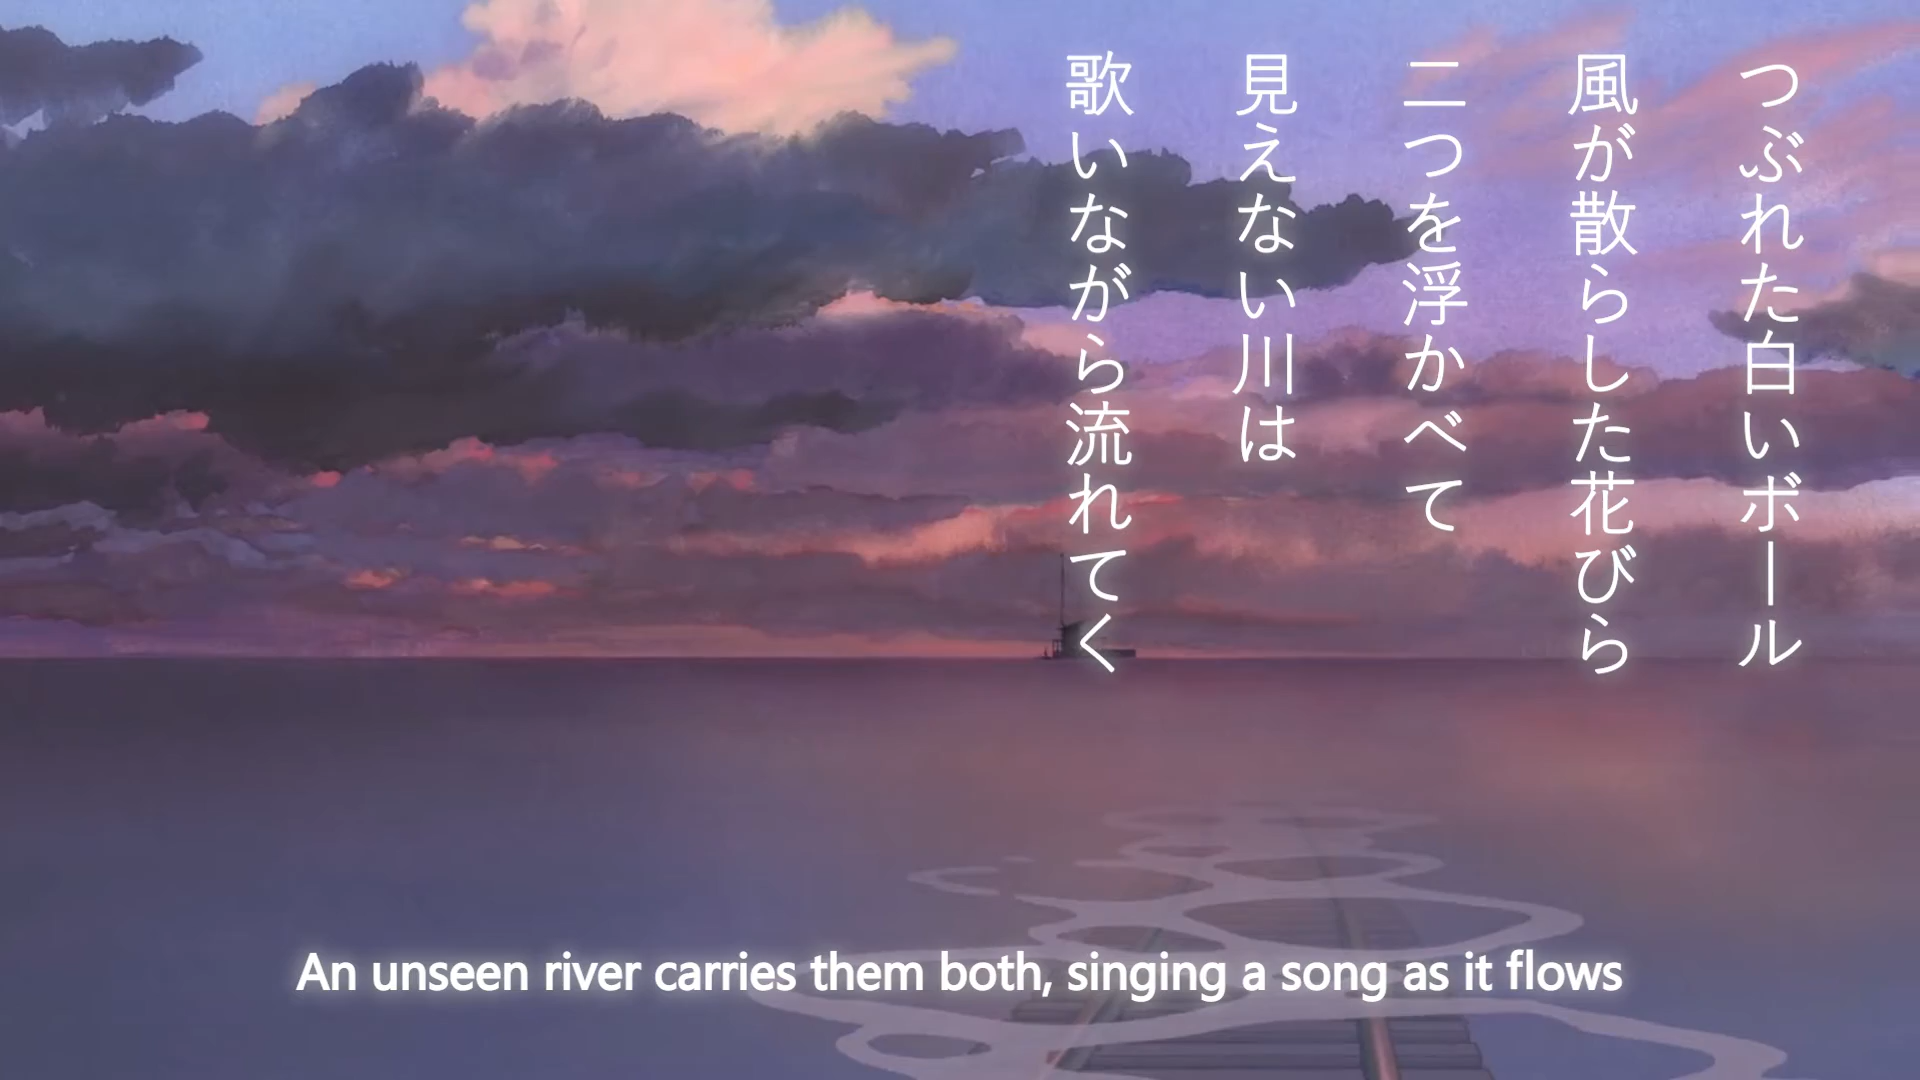 つぶれた白いボール
風が散らした花びら
二つを浮かべて
見えない川は
歌いながら流れてく
An unseen river carries them both, singing a song as it flows